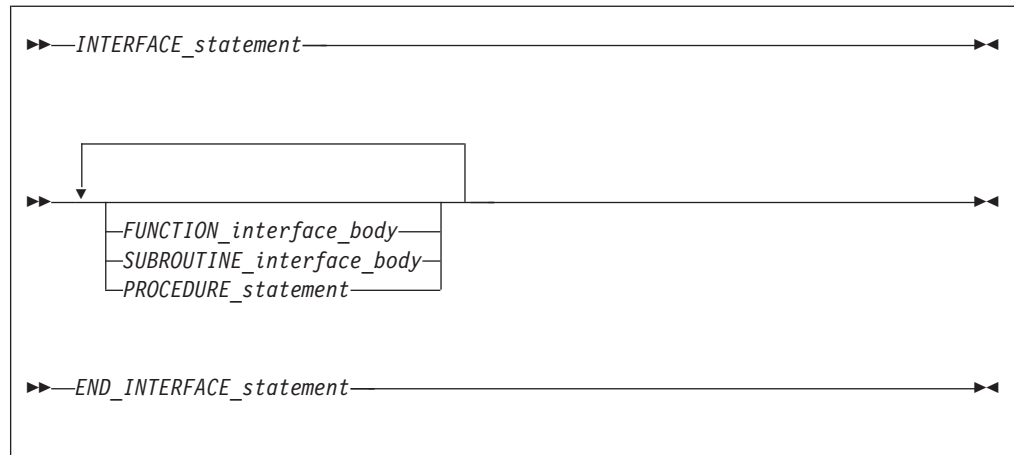 INTERFACE_statement
FUNCTION_interface_body
SUBROUTINE_interface_body
PROCEDURE_statement
END_INTERFACE_statement